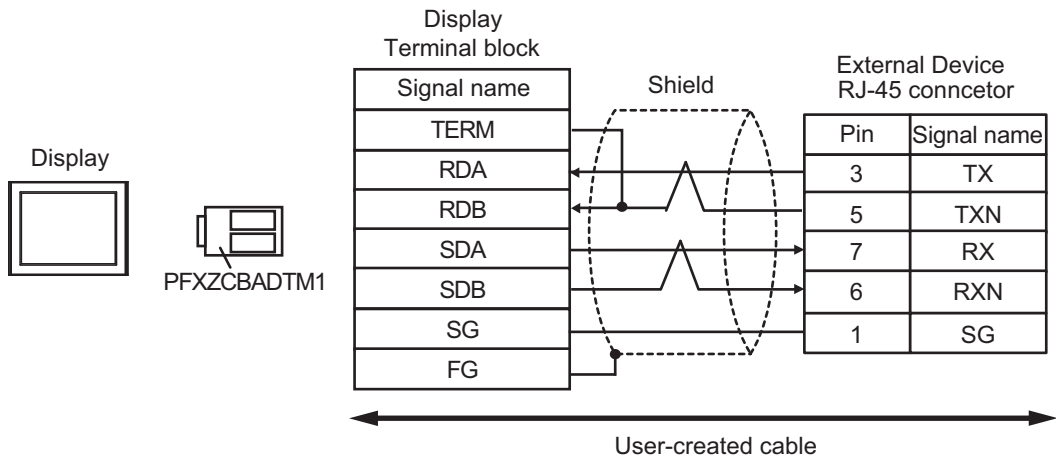 Display
Terminal block
Signal name
TERM
RDA
RDB
SDA
SDB
SG
FG
Shield
External Device
RJ-45 conncetor
Pin Signal name
3 TX
5 TXN
7 RX
6 RXN
1 SG
Display
PFXZCBADTM1
User-created cable